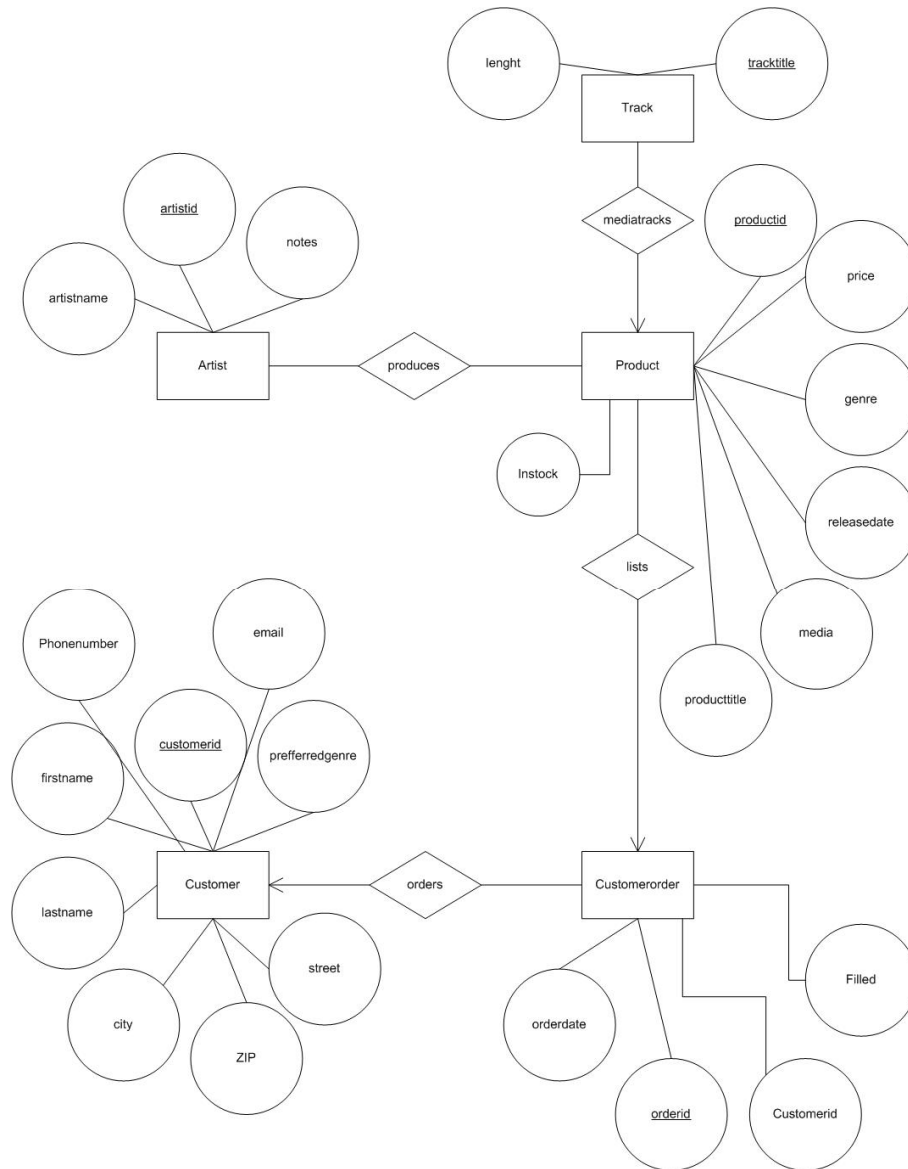 lenght
tracktitle
Track
mediatracks
productid
price
artistid
notes
artistname
Artist
produces
Product
genre
Instock
releasedate
lists
media
producttitle
Phonenumber
email
customerid
prefferredgenre
firstname
Customer
orders
Customerorder
lastname
street
city
ZIP
orderdate
Filled
orderid
Customerid